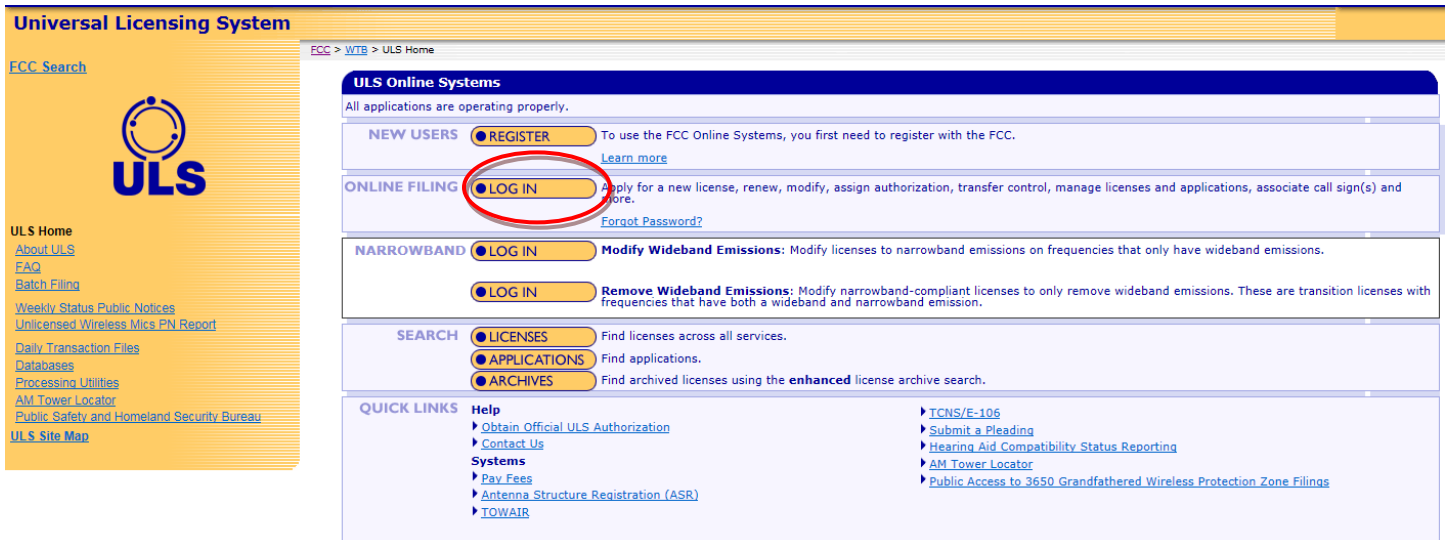 Universal Licensing System
FCC > WTB > ULS Home
FCC Search
ULS
ULS Home
About ULS
FAQ
Batch Filing
Weekly Status Public Notices
Unlicensed Wireless Mics PN Report
Daily Transaction Files
Databases
Processing Utilities
AM Tower Locator
Public Safety and Homeland Security Bureau
ULS Site Map
ULS Online Systems
All applications are operating properly.
NEW USERS REGISTER To use the FCC Online Systems, you first need to register with the FCC.
Learn more
ONLINE FILING LOG IN Apply for a new license, renew, modify, assign authorization, transfer control, manage licenses and applications, associate call sign(s) and
more.
Forgot Password?
NARROWBAND LOG IN Modify Wideband Emissions: Modify licenses to narrowband emissions on frequencies that only have wideband emissions.
LOG IN Remove Wideband Emissions: Modify narrowband-compliant licenses to only remove wideband emissions. These are transition licenses with
frequencies that have both a wideband and narrowband emission.
SEARCH LICENSES Find licenses across all services.
APPLICATIONS Find applications.
ARCHIVES Find archived licenses using the enhanced license archive search.
QUICK LINKS Help
Obtain Official ULS Authorization
Contact Us
Systems
Pay Fees
Antenna Structure Registration (ASR)
TOWAIR
TCNS/E-106
Submit a Pleading
Hearing Aid Compatibility Status Reporting
AM Tower Locator
Public Access to 3650 Grandfathered Wireless Protection Zone Filings